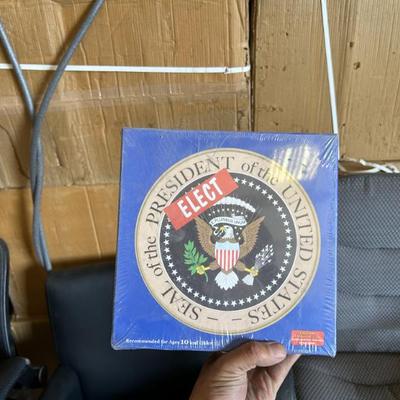 SEAL of the PRESIDENT of the UNITED STATES
ELECT
Recommended for Ages 10 and Older